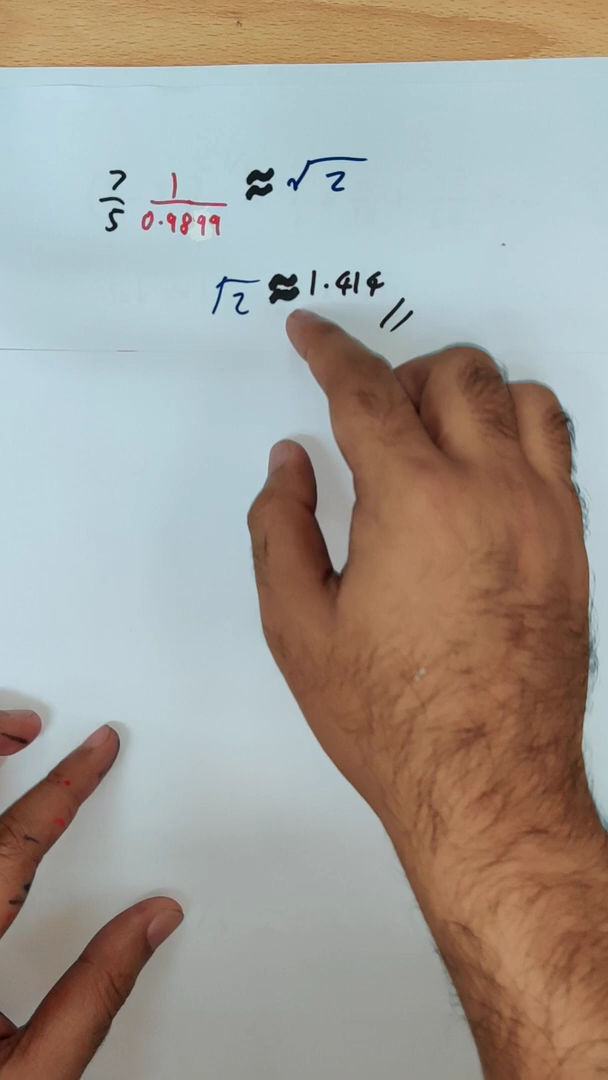 7/5 1/0.9899 ≈ √2
√2 ≈ 1.414 //